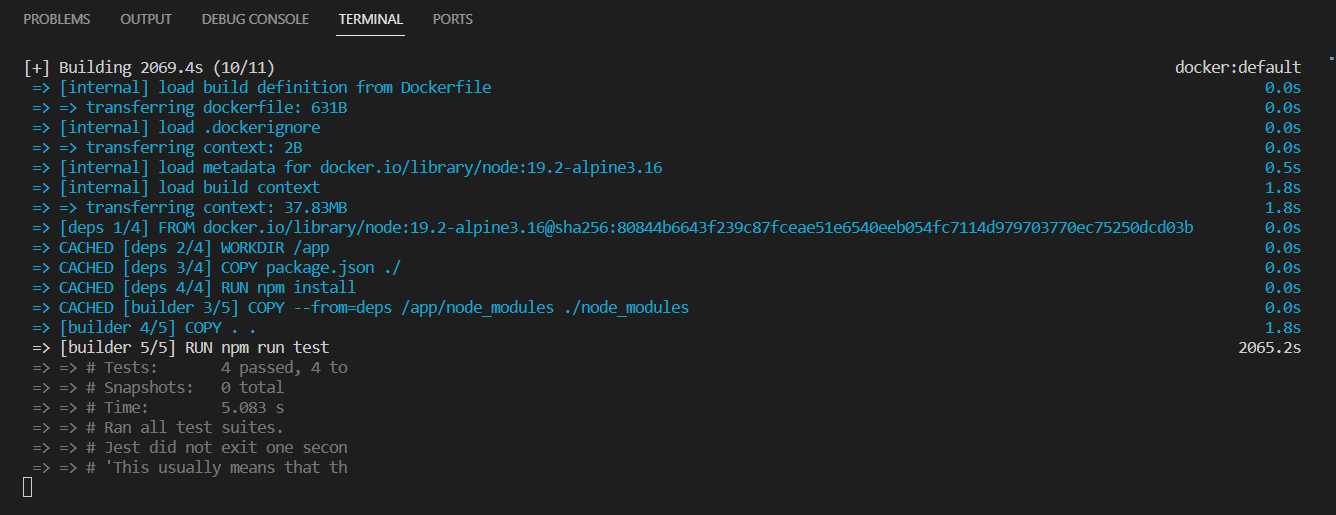 PROBLEMS OUTPUT DEBUG CONSOLE TERMINAL PORTS
[+] Building 2069.4s (10/11) docker:default
=> [internal] load build definition from Dockerfile 0.0s
=> => transferring dockerfile: 631B 0.0s
=> [internal] load .dockerignore 0.0s
=> => transferring context: 2B 0.0s
=> [internal] load metadata for docker.io/library/node:19.2-alpine3.16 0.5s
=> [internal] load build context 1.8s
=> => transferring context: 37.83MB 1.8s
=> [deps 1/4] FROM docker.io/library/node:19.2-alpine3.16@sha256:80844b6643f239c87fceae51e6540eeb054fc7114d979703770ec75250dcd03b 0.0s
=> CACHED [deps 2/4] WORKDIR /app 0.0s
=> CACHED [deps 3/4] COPY package.json ./ 0.0s
=> CACHED [deps 4/4] RUN npm install 0.0s
=> CACHED [builder 3/5] COPY --from=deps /app/node_modules ./node_modules 0.0s
=> [builder 4/5] COPY . . 1.8s
=> [builder 5/5] RUN npm run test 2065.2s
=> => # Tests: 4 passed, 4 to
=> => # Snapshots: 0 total
=> => # Time: 5.083 s
=> => # Ran all test suites.
=> => # Jest did not exit one secon
=> => # 'This usually means that th